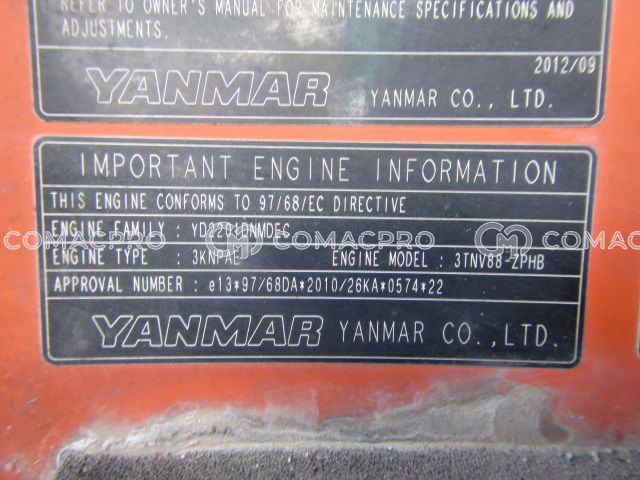 REFER TO OWNER'S MANUAL FOR MAINTENANCE SPECIFICATIONS AND
ADJUSTMENTS.
2012/09
YANMAR YANMAR CO., LTD.
IMPORTANT ENGINE INFORMATION
THIS ENGINE CONFORMS TO 97/68/EC DIRECTIVE
ENGINE FAMILY : YD2201DNMDEC
COMACPRO COMACPRO COMACPRO
ENGINE TYPE : 3KNPAE ENGINE MODEL : 3TNV88-ZPHB
APPROVAL NUMBER : e13*97/68DA*2010/26KA*0574*22
YANMAR YANMAR CO., LTD.